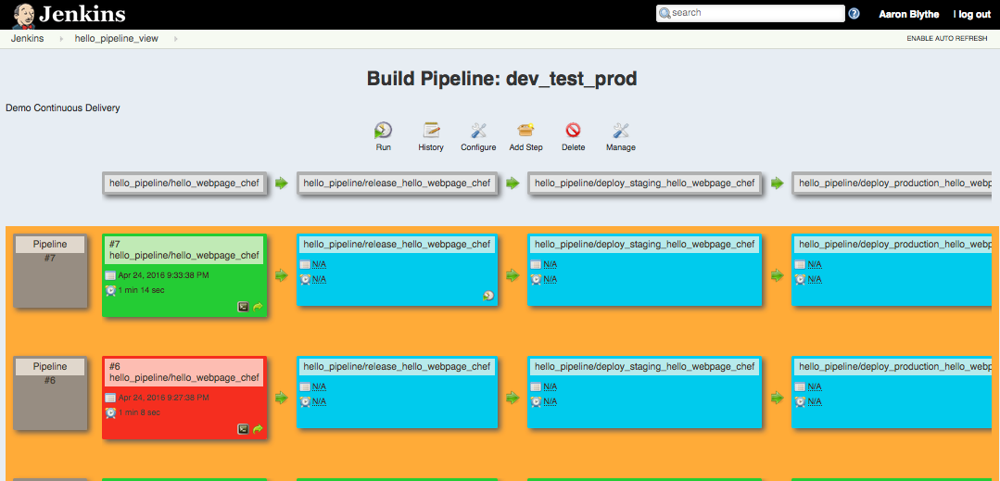 Jenkins
search
Aaron Blythe
| log out
Jenkins
hello_pipeline_view
ENABLE AUTO REFRESH
Build Pipeline: dev_test_prod
Demo Continuous Delivery
Run
History
Configure
Add Step
Delete
Manage
hello_pipeline/hello_webpage_chef
hello_pipeline/release_hello_webpage_chef
hello_pipeline/deploy_staging_hello_webpage_chef
hello_pipeline/deploy_production_hello_webp
Pipeline
#7
#7
hello_pipeline/hello_webpage_chef
Apr 24, 2016 9:33:38 PM
1 min 14 sec
hello_pipeline/release_hello_webpage_chef
N/A
N/A
hello_pipeline/deploy_staging_hello_webpage_chef
N/A
N/A
hello_pipeline/deploy_production_hello_webp
N/A
N/A
Pipeline
#6
#6
hello_pipeline/hello_webpage_chef
Apr 24, 2016 9:27:38 PM
1 min 8 sec
hello_pipeline/release_hello_webpage_chef
N/A
N/A
hello_pipeline/deploy_staging_hello_webpage_chef
N/A
N/A
hello_pipeline/deploy_production_hello_webp
N/A
N/A